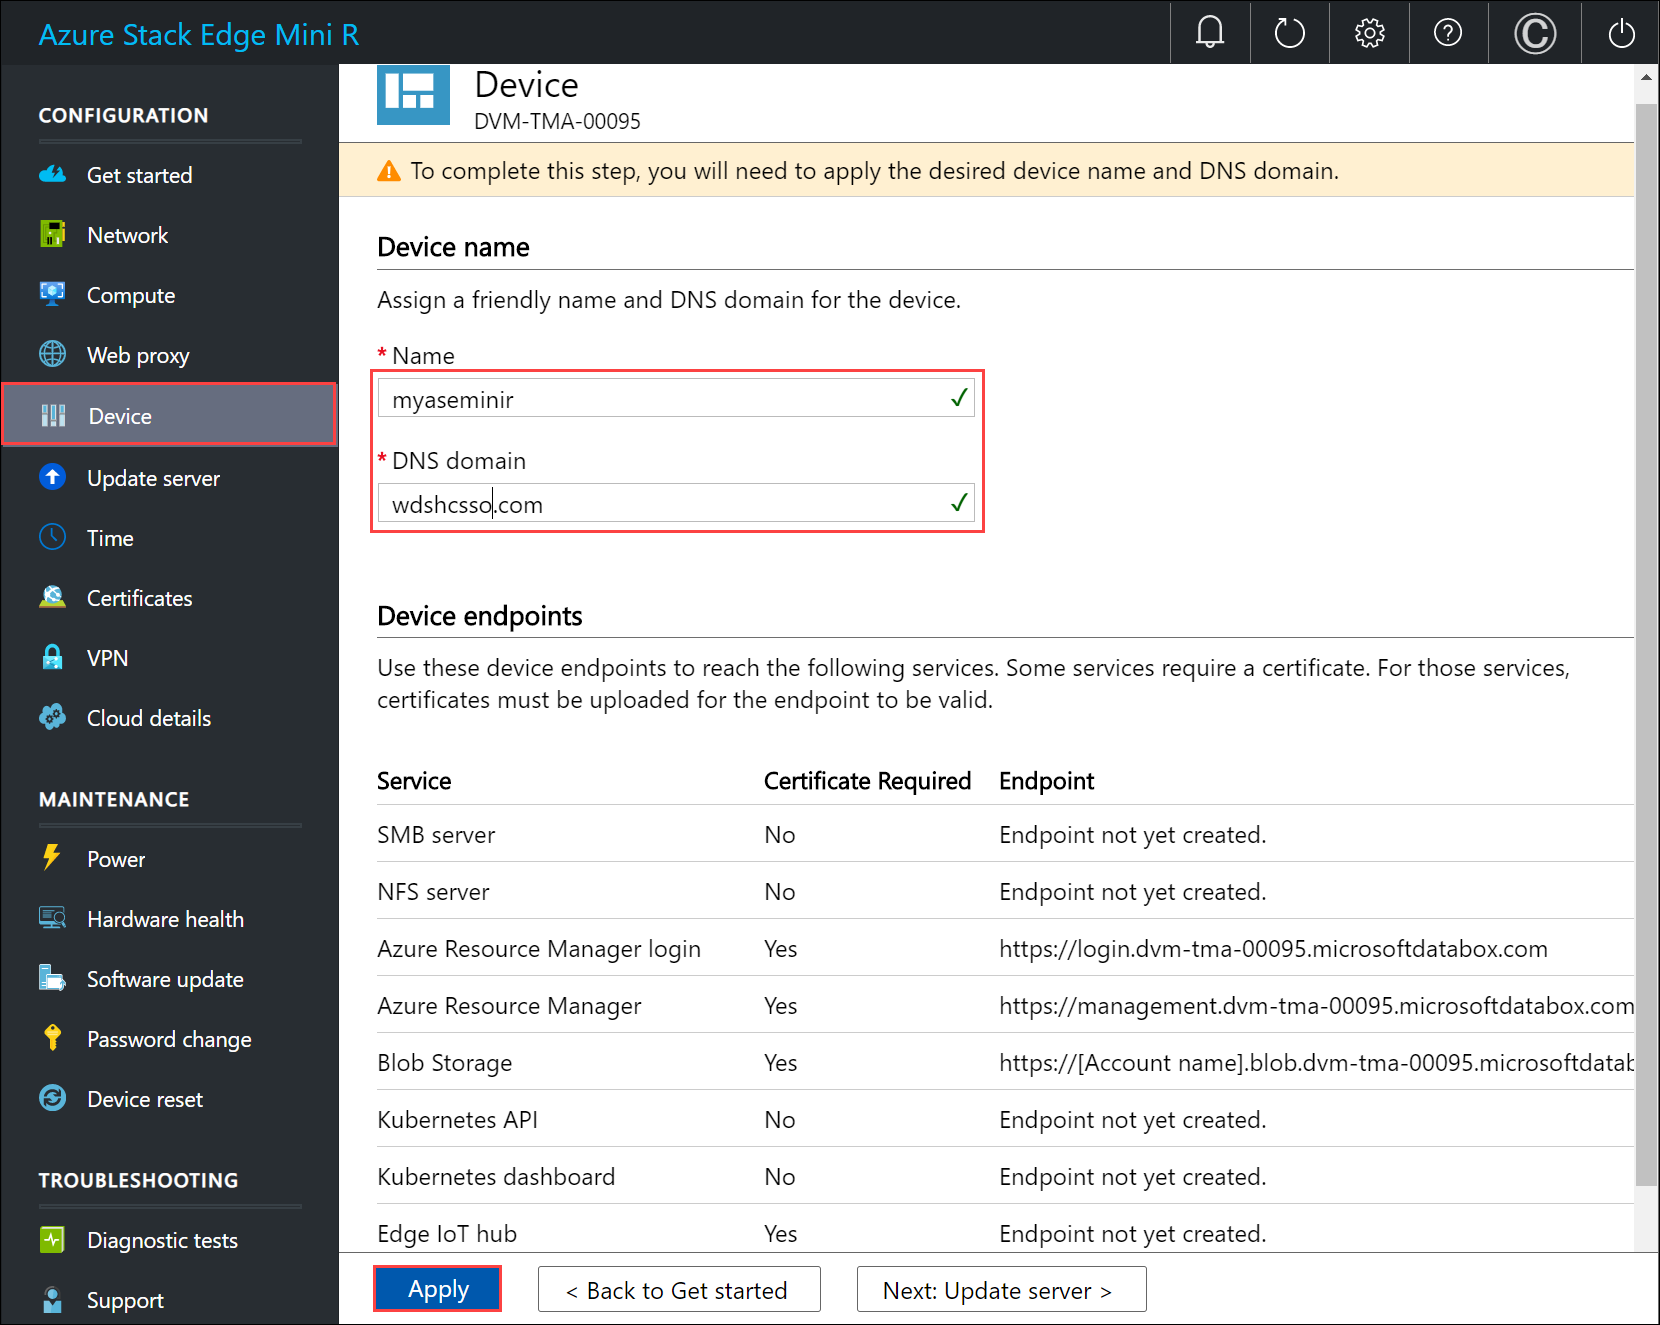 Azure Stack Edge Mini R
CONFIGURATION
Get started
Network
Compute
Web proxy
Device
Update server
Time
Certificates
VPN
Cloud details
MAINTENANCE
Power
Hardware health
Software update
Password change
Device reset
TROUBLESHOOTING
Diagnostic tests
Support
Device
DVM-TMA-00095
To complete this step, you will need to apply the desired device name and DNS domain.
Device name
Assign a friendly name and DNS domain for the device.
* Name
myaseminir
* DNS domain
wdshcsso.com
Device endpoints
Use these device endpoints to reach the following services. Some services require a certificate. For those services,
certificates must be uploaded for the endpoint to be valid.
Service Certificate Required Endpoint
SMB server No Endpoint not yet created.
NFS server No Endpoint not yet created.
Azure Resource Manager login Yes https://login.dvm-tma-00095.microsoftdatabox.com
Azure Resource Manager Yes https://management.dvm-tma-00095.microsoftdatabox.com
Blob Storage Yes https://[Account name].blob.dvm-tma-00095.microsoftdatab
Kubernetes API No Endpoint not yet created.
Kubernetes dashboard No Endpoint not yet created.
Edge IoT hub Yes Endpoint not yet created.
Apply < Back to Get started Next: Update server >